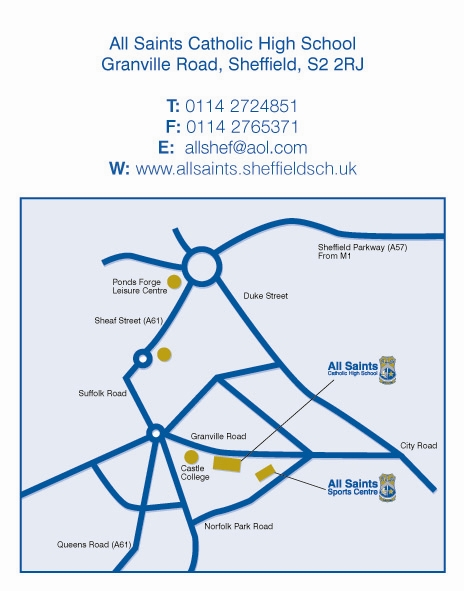 All Saints Catholic High School
Granville Road, Sheffield, S2 2RJ
T: 0114 2724851
F: 0114 2765371
E: allshef@aol.com
W: www.allsaints.sheffieldsch.uk
Sheffield Parkway (A57)
From M1
Ponds Forge
Leisure Centre
Duke Street
Sheaf Street (A61)
All Saints
Catholic High School
Suffolk Road
Granville Road
City Road
Castle
College
All Saints
Sports Centre
Norfolk Park Road
Queens Road (A61)